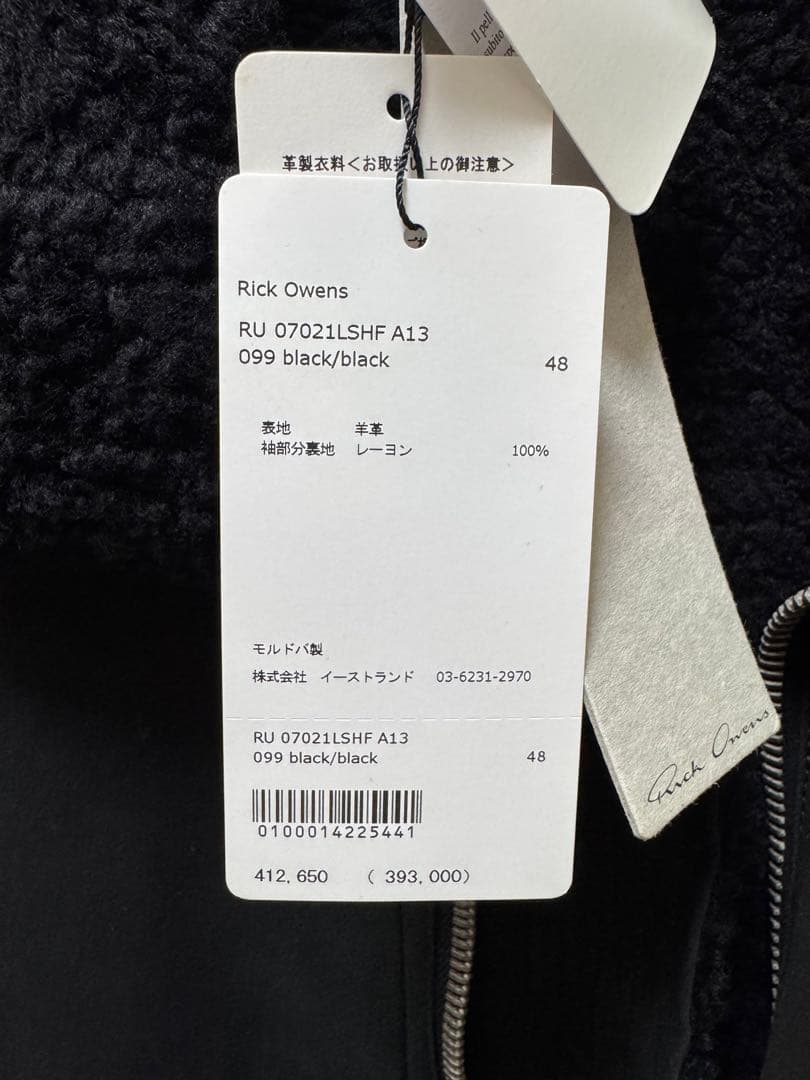 Il pell
subito
革製衣料<お取扱い上の御注意>
Rick Owens
RU 07021LSHF A13
099 black/black 48
表地 羊革
袖部分裏地 レーヨン 100%
モルドバ製
株式会社 イーストランド 03-6231-2970
RU 07021LSHF A13
099 black/black 48
0100014225441
412,650 ( 393,000)
Rick Owens